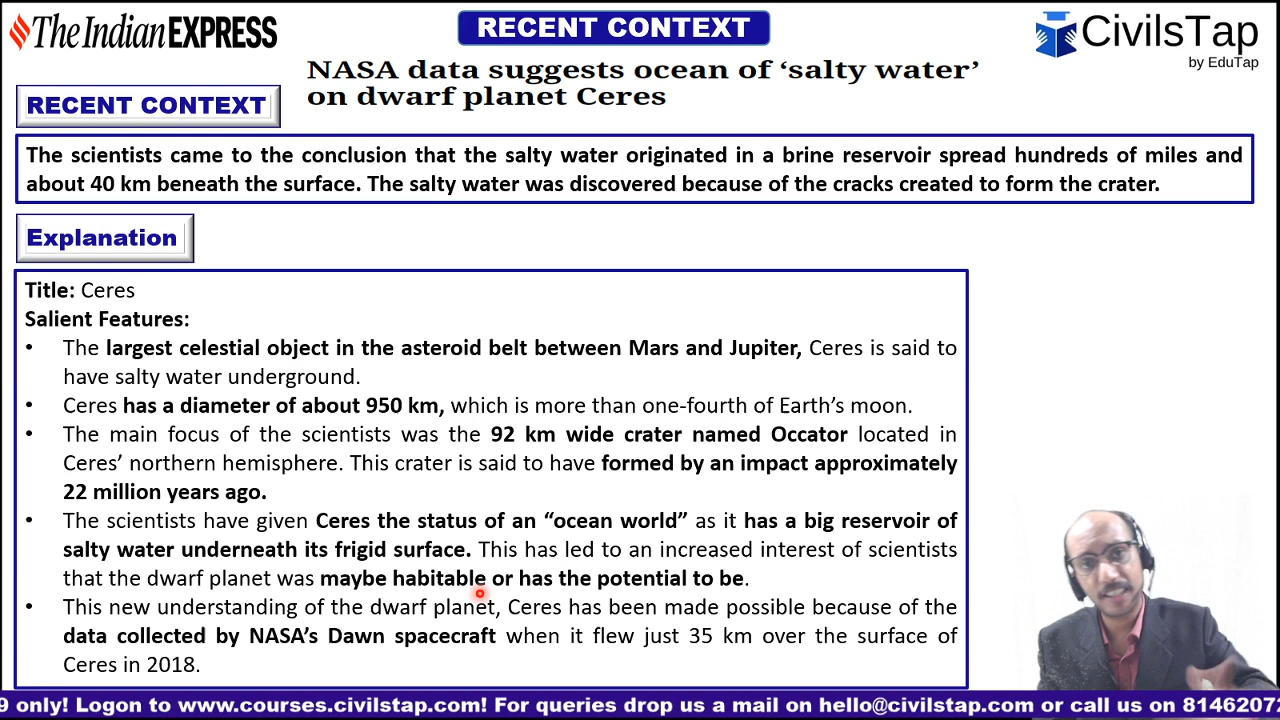 The Indian EXPRESS
RECENT CONTEXT
CivilsTap
by EduTap
NASA data suggests ocean of ‘salty water’
on dwarf planet Ceres
RECENT CONTEXT
The scientists came to the conclusion that the salty water originated in a brine reservoir spread hundreds of miles and
about 40 km beneath the surface. The salty water was discovered because of the cracks created to form the crater.
Explanation
Title: Ceres
Salient Features:
• The largest celestial object in the asteroid belt between Mars and Jupiter, Ceres is said to
have salty water underground.
• Ceres has a diameter of about 950 km, which is more than one-fourth of Earth’s moon.
• The main focus of the scientists was the 92 km wide crater named Occator located in
Ceres’ northern hemisphere. This crater is said to have formed by an impact approximately
22 million years ago.
• The scientists have given Ceres the status of an “ocean world” as it has a big reservoir of
salty water underneath its frigid surface. This has led to an increased interest of scientists
that the dwarf planet was maybe habitable or has the potential to be.
• This new understanding of the dwarf planet, Ceres has been made possible because of the
data collected by NASA’s Dawn spacecraft when it flew just 35 km over the surface of
Ceres in 2018.
9 only! Logon to www.courses.civilstap.com! For queries drop us a mail on hello@civilstap.com or call us on 8146207